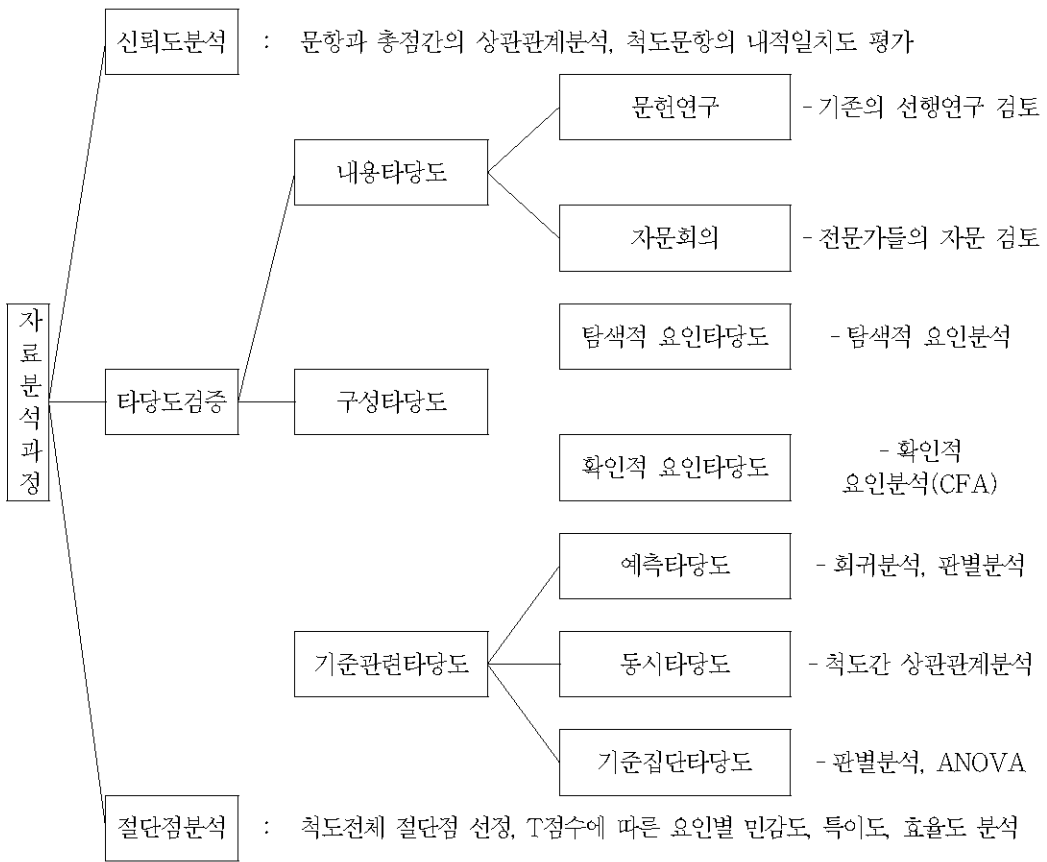 신뢰도분석 : 문항과 총점간의 상관관계분석, 척도문항의 내적일치도 평가
문헌연구 - 기존의 선행연구 검토
내용타당도
자문회의 - 전문가들의 자문 검토
자료분석과정
탐색적 요인타당도 - 탐색적 요인분석
타당도검증
구성타당도
확인적 요인타당도 - 확인적
요인분석(CFA)
예측타당도 - 회귀분석, 판별분석
기준관련타당도
동시타당도 - 척도간 상관관계분석
기준집단타당도 - 판별분석, ANOVA
절단점분석 : 척도전체 절단점 선정, T점수에 따른 요인별 민감도, 특이도, 효율도 분석